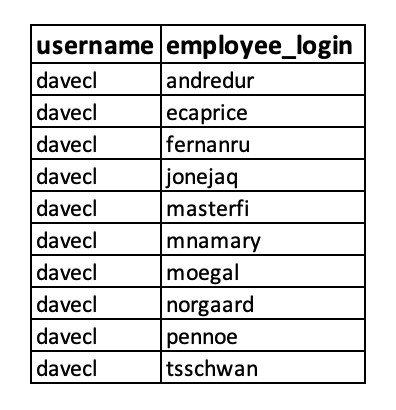 username employee_login
davecl andredur
davecl ecaprice
davecl fernanru
davecl jonejaq
davecl masterfi
davecl mnamary
davecl moegal
davecl norgaard
davecl pennoe
davecl tsschwan